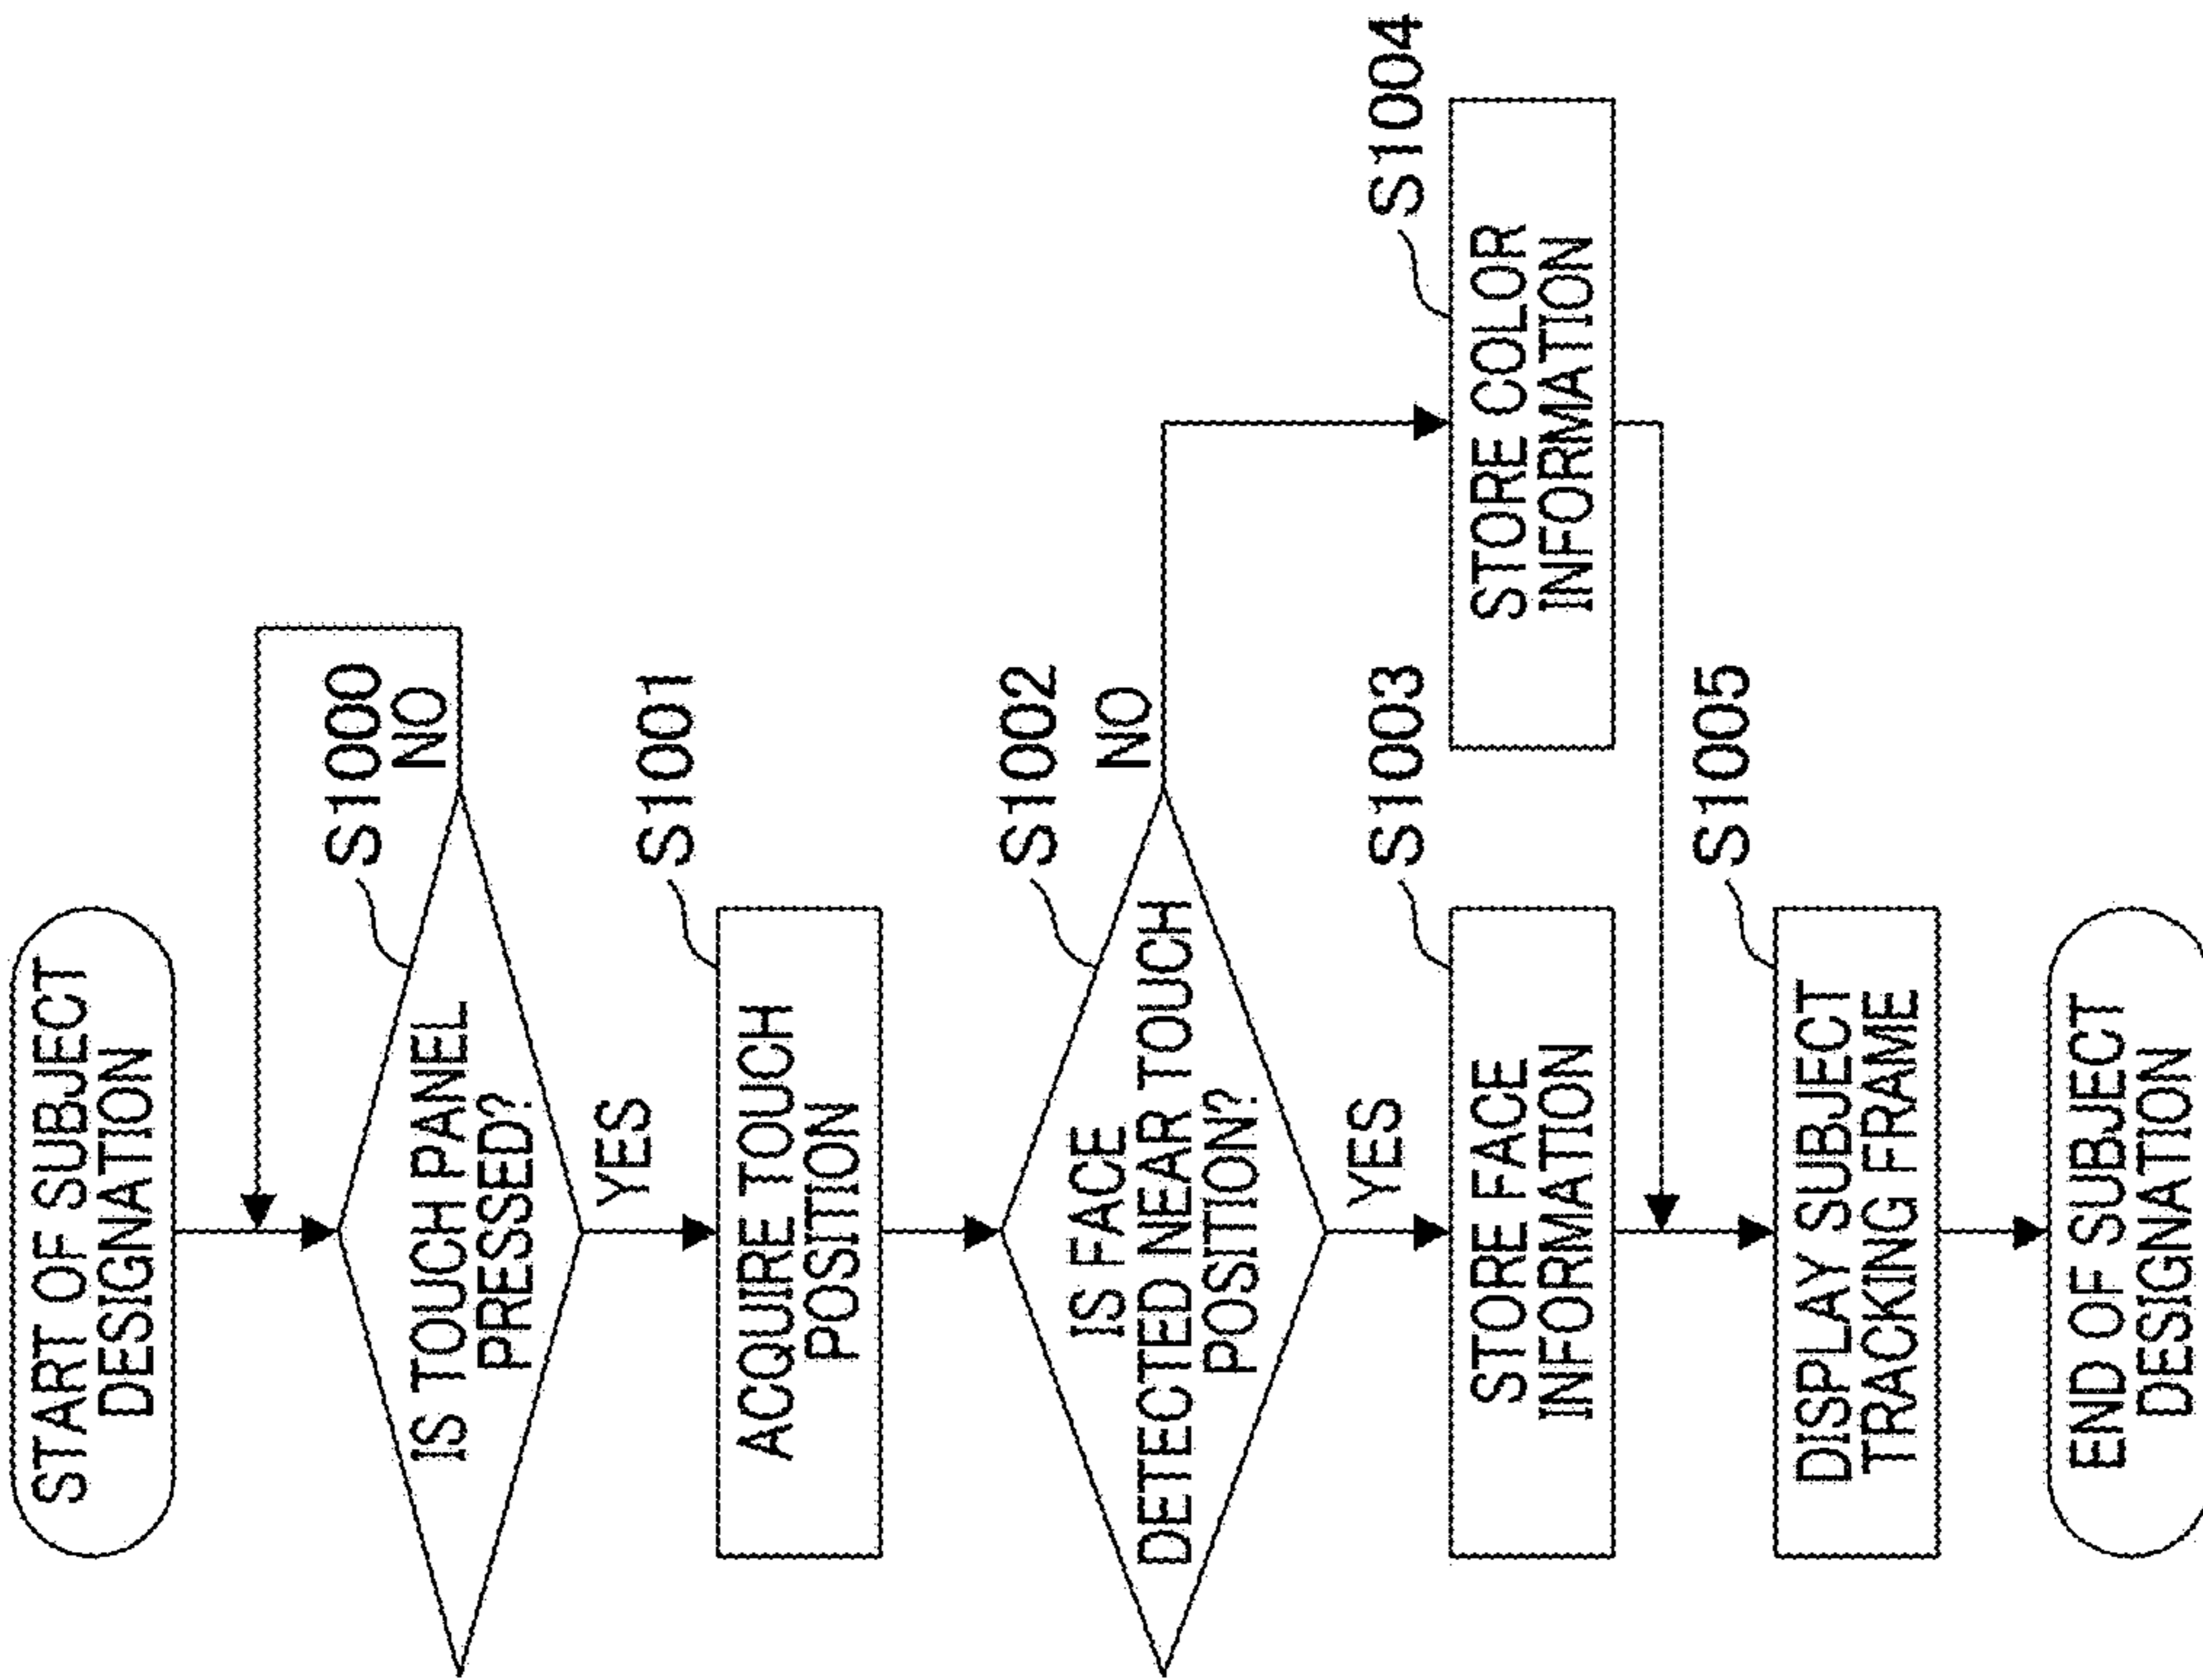 START OF SUBJECT
DESIGNATION
S1000
IS TOUCH PANEL
PRESSED?
NO
YES
S1001
ACQUIRE TOUCH
POSITION
S1002
IS FACE
DETECTED NEAR TOUCH
POSITION?
NO
YES
S1003
STORE FACE
INFORMATION
S1004
STORE COLOR
INFORMATION
S1005
DISPLAY SUBJECT
TRACKING FRAME
END OF SUBJECT
DESIGNATION